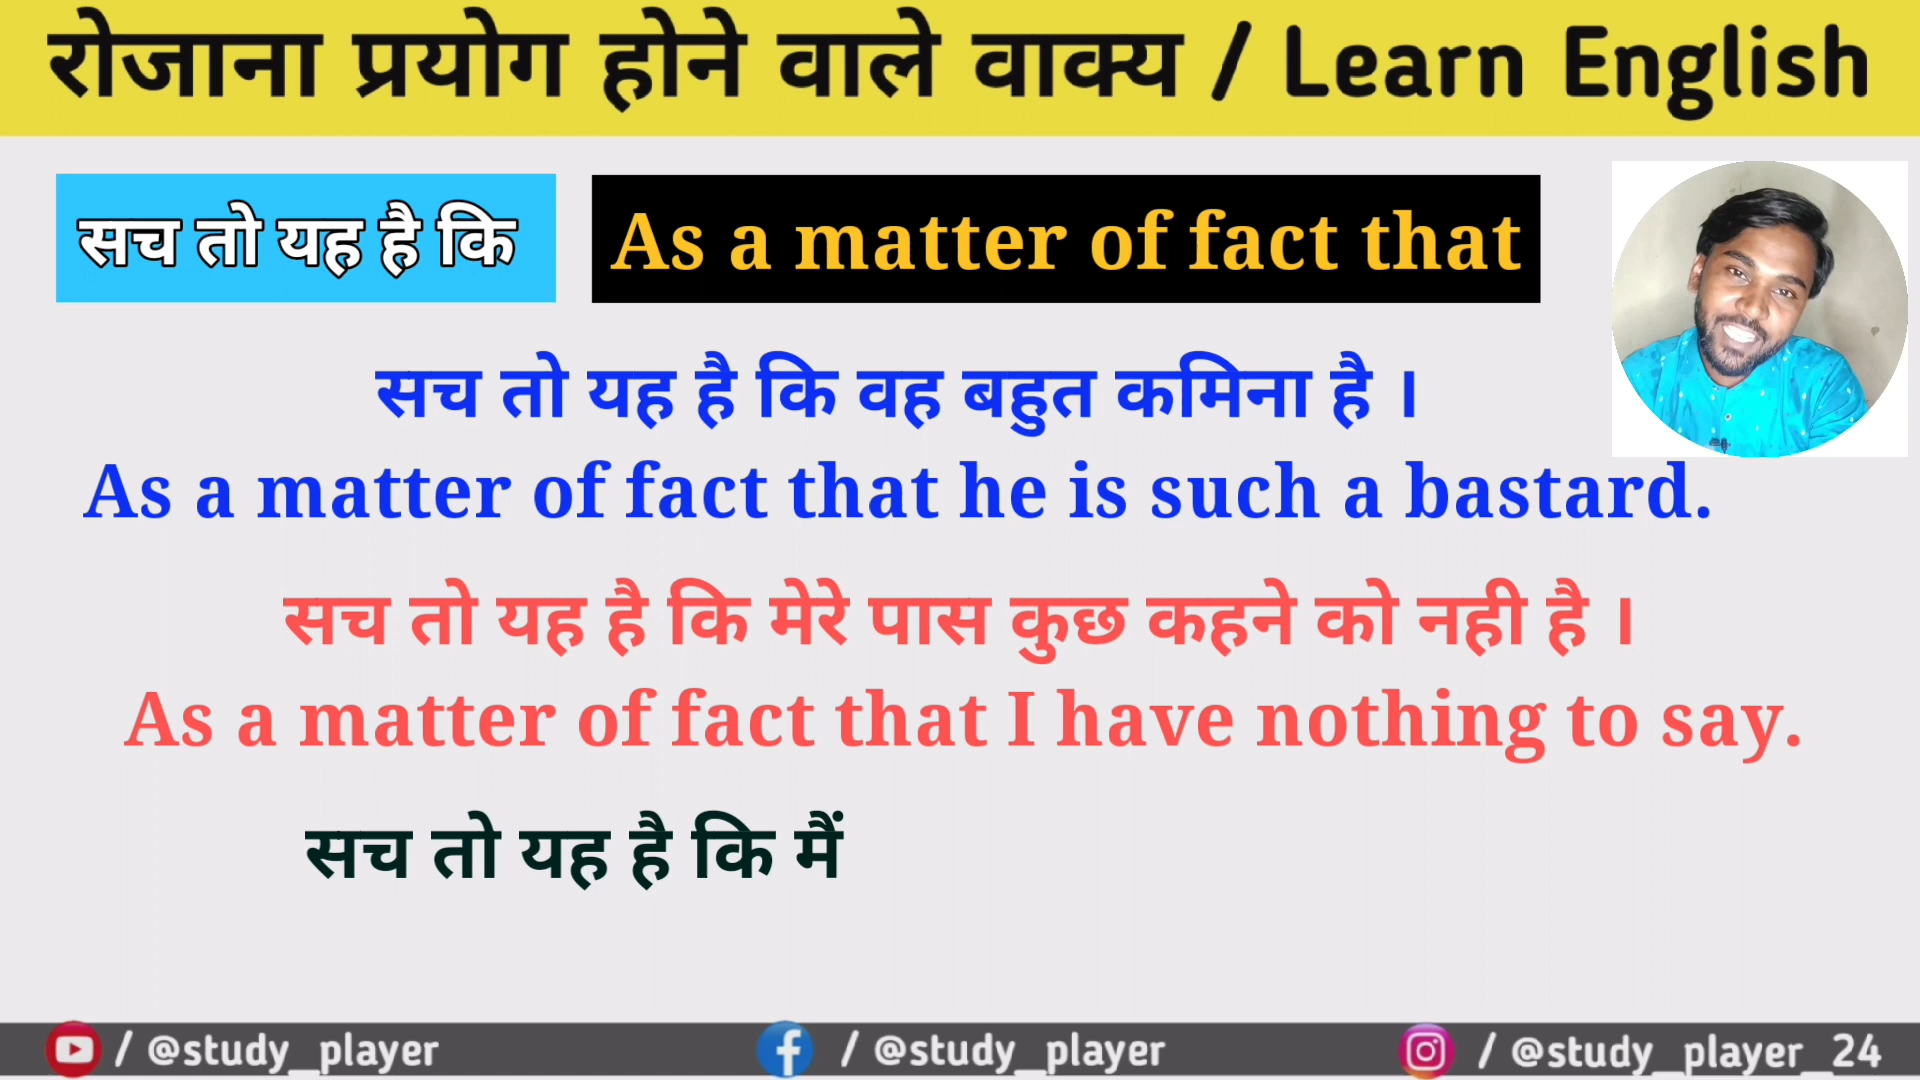 रोजाना प्रयोग होने वाले वाक्य / Learn English
सच तो यह है कि
As a matter of fact that
सच तो यह है कि वह बहुत कमिना है ।
As a matter of fact that he is such a bastard.
सच तो यह है कि मेरे पास कुछ कहने को नही है ।
As a matter of fact that I have nothing to say.
सच तो यह है कि मैं
/ @study_player
/ @study_player
/ @study_player_24